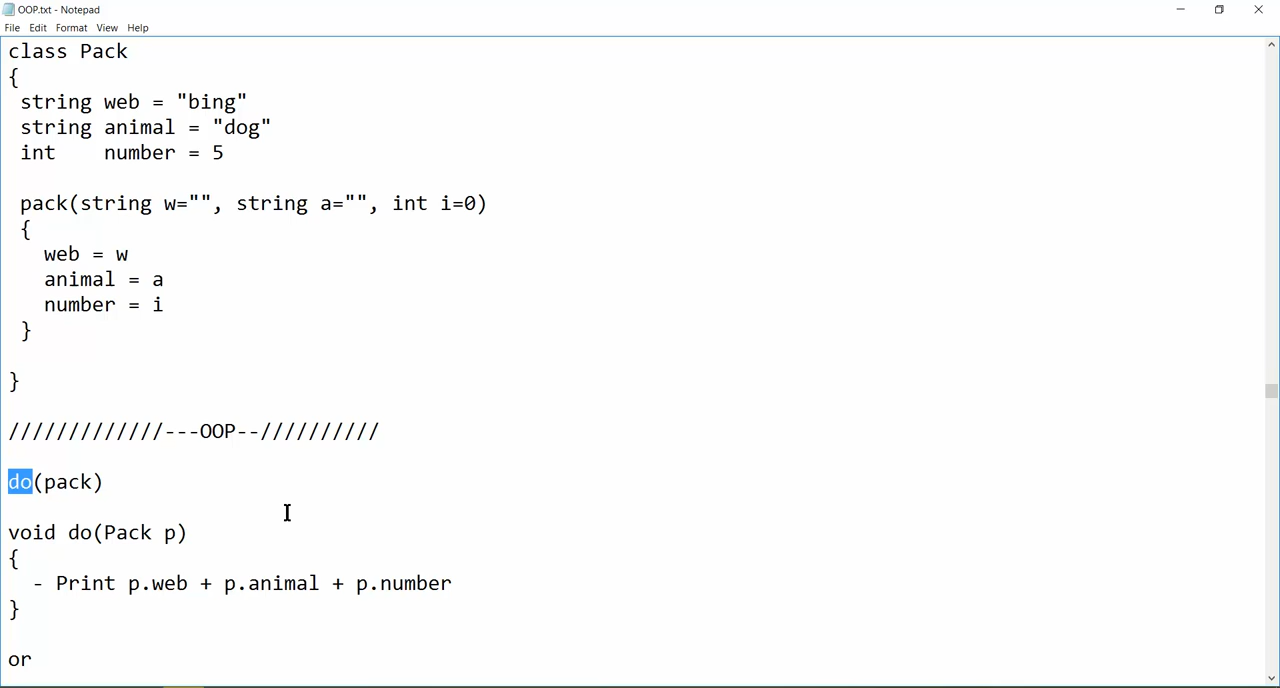 OOP.txt - Notepad
File Edit Format View Help
class Pack
{
string web = "bing"
string animal = "dog"
int    number = 5
pack(string w="", string a="", int i=0)
{
web = w
animal = a
number = i
}
}
/////////////---OOP--//////////
do(pack)
void do(Pack p)
{
- Print p.web + p.animal + p.number
}
or